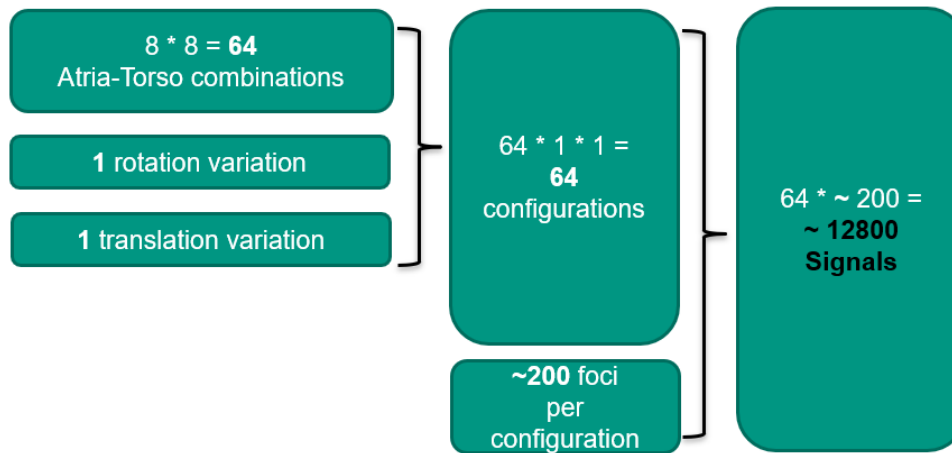 8 * 8 = 64
Atria-Torso combinations
1 rotation variation
1 translation variation
64 * 1 * 1 =
64
configurations
~200 foci
per
configuration
64 * ~ 200 =
~ 12800
Signals